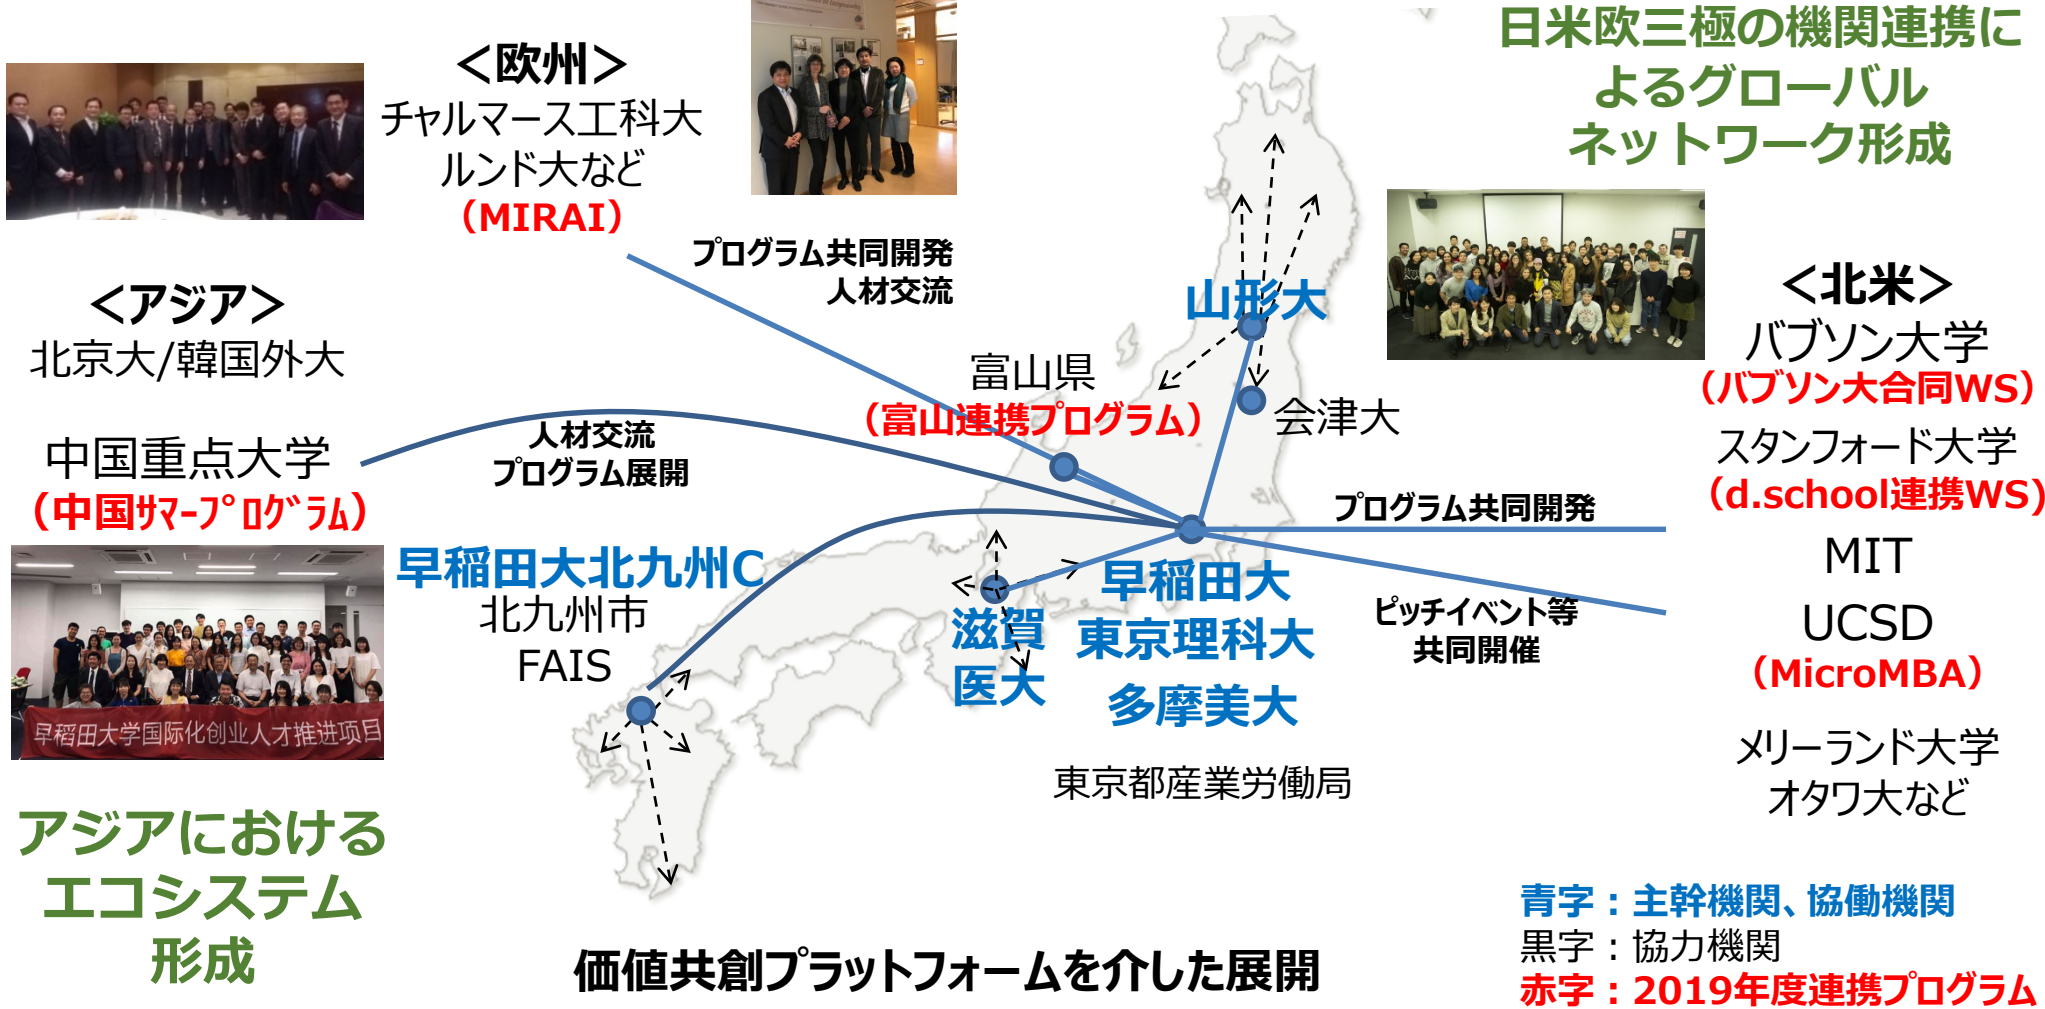 日米欧三極の機関連携に
よるグローバル
ネットワーク形成
＜欧州＞
チャルマース工科大
ルンド大など
（MIRAI）
プログラム共同開発
人材交流
＜アジア＞
北京大/韓国外大
中国重点大学
（中国ｻﾏｰﾌﾟﾛｸﾞﾗﾑ）
人材交流
プログラム展開
早稲田大学国际化创业人才推进项目
アジアにおける
エコシステム
形成
山形大
富山県
（富山連携プログラム）
会津大
早稲田大北九州C
北九州市
FAIS
滋賀
医大
早稲田大
東京理科大
多摩美大
東京都産業労働局
プログラム共同開発
ピッチイベント等
共同開催
＜北米＞
バブソン大学
（バブソン大合同WS）
スタンフォード大学
（d.school連携WS)
MIT
UCSD
（MicroMBA）
メリーランド大学
オタワ大など
価値共創プラットフォームを介した展開
青字：主幹機関、協働機関
黒字：協力機関
赤字：2019年度連携プログラム